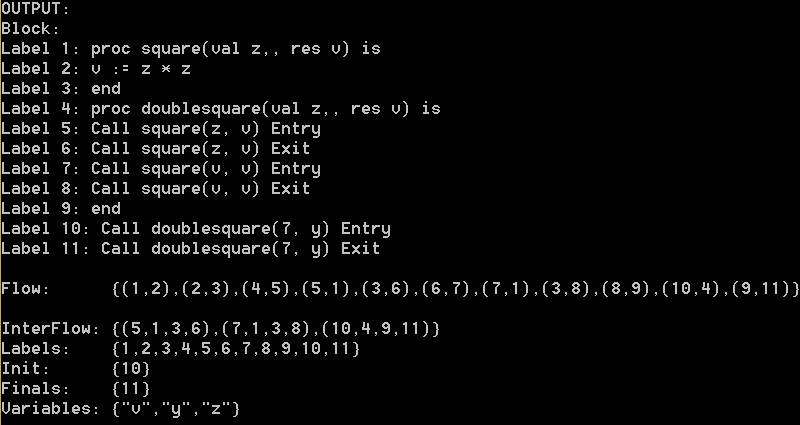 OUTPUT:
Block:
Label 1: proc square(val z,, res v) is
Label 2: v := z * z
Label 3: end
Label 4: proc doublesquare(val z,, res v) is
Label 5: Call square(z, v) Entry
Label 6: Call square(z, v) Exit
Label 7: Call square(v, v) Entry
Label 8: Call square(v, v) Exit
Label 9: end
Label 10: Call doublesquare(7, y) Entry
Label 11: Call doublesquare(7, y) Exit
Flow: {(1,2),(2,3),(4,5),(5,1),(3,6),(6,7),(7,1),(3,8),(8,9),(10,4),(9,11)}
InterFlow: {(5,1,3,6),(7,1,3,8),(10,4,9,11)}
Labels: {1,2,3,4,5,6,7,8,9,10,11}
Init: {10}
Finals: {11}
Variables: {"v","y","z"}